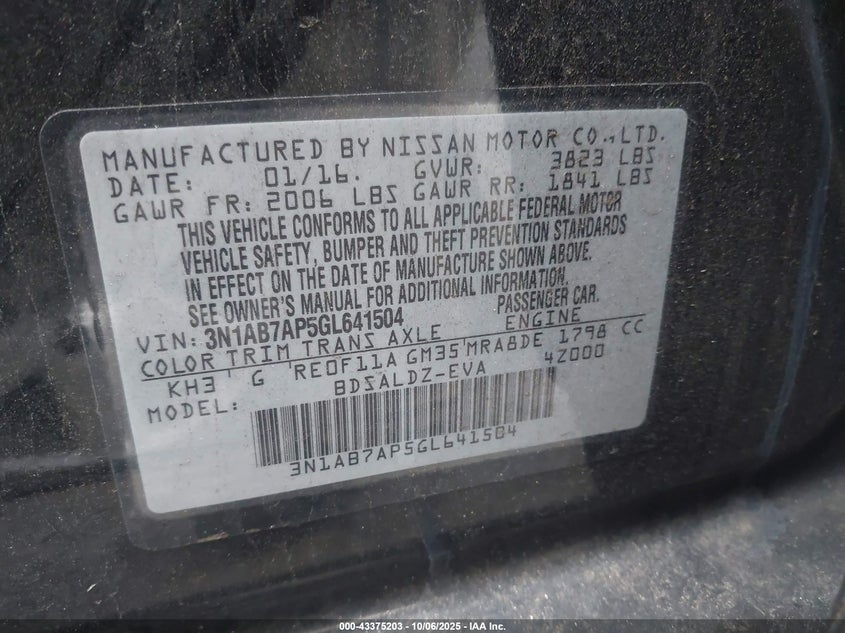 MANUFACTURED BY NISSAN MOTOR CO., LTD.
DATE: 01/16. GVWR: 3823 LBS
GAWR FR: 2006 LBS GAWR RR: 1841 LBS
THIS VEHICLE CONFORMS TO ALL APPLICABLE FEDERAL MOTOR
VEHICLE SAFETY, BUMPER AND THEFT PREVENTION STANDARDS
IN EFFECT ON THE DATE OF MANUFACTURE SHOWN ABOVE.
SEE OWNER'S MANUAL FOR ADDITIONAL INFORMATION.
VIN: 3N1AB7AP5GL641504 PASSENGER CAR.
COLOR TRIM TRANS AXLE ENGINE
KH3 G RE0F11A GM35 MRA8DE 1798 CC
MODEL: BDSALDZ-EVA 4Z000
3N1AB7AP5GL641504
000-43375203 - 10/06/2025 - IAA Inc.